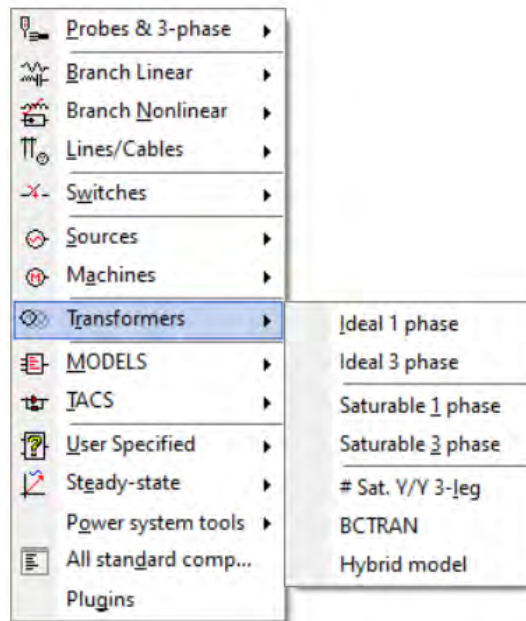 Probes & 3-phase
Branch Linear
Branch Nonlinear
Lines/Cables
Switches
Sources
Machines
Transformers
MODELS
TACS
User Specified
Steady-state
Power system tools
All standard comp...
Plugins
Ideal 1 phase
Ideal 3 phase
Saturable 1 phase
Saturable 3 phase
# Sat. Y/Y 3-leg
BCTRAN
Hybrid model